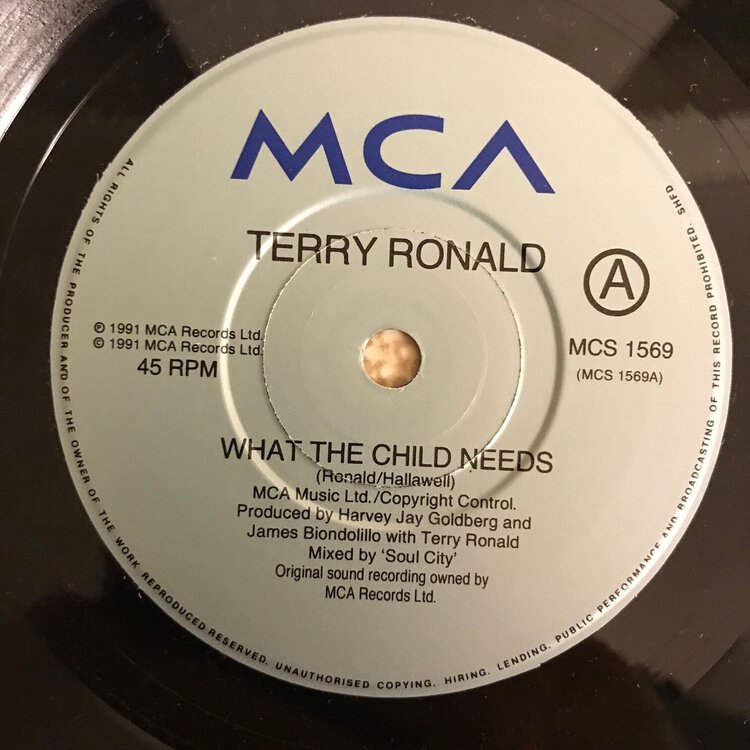 MCA
TERRY RONALD
A
℗ 1991 MCA Records Ltd.
© 1991 MCA Records Ltd.
45 RPM
MCS 1569
(MCS 1569A)
WHAT THE CHILD NEEDS
(Ronald/Hallawell)
MCA Music Ltd./Copyright Control.
Produced by Harvey Jay Goldberg and
James Biondolillo with Terry Ronald
Mixed by ‘Soul City’
Original sound recording owned by
MCA Records Ltd.
ALL RIGHTS OF THE PRODUCER AND OF THE OWNER OF THE WORK REPRODUCED RESERVED. UNAUTHORISED COPYING, HIRING, LENDING, PUBLIC PERFORMANCE AND BROADCASTING OF THIS RECORD PROHIBITED. SHFD